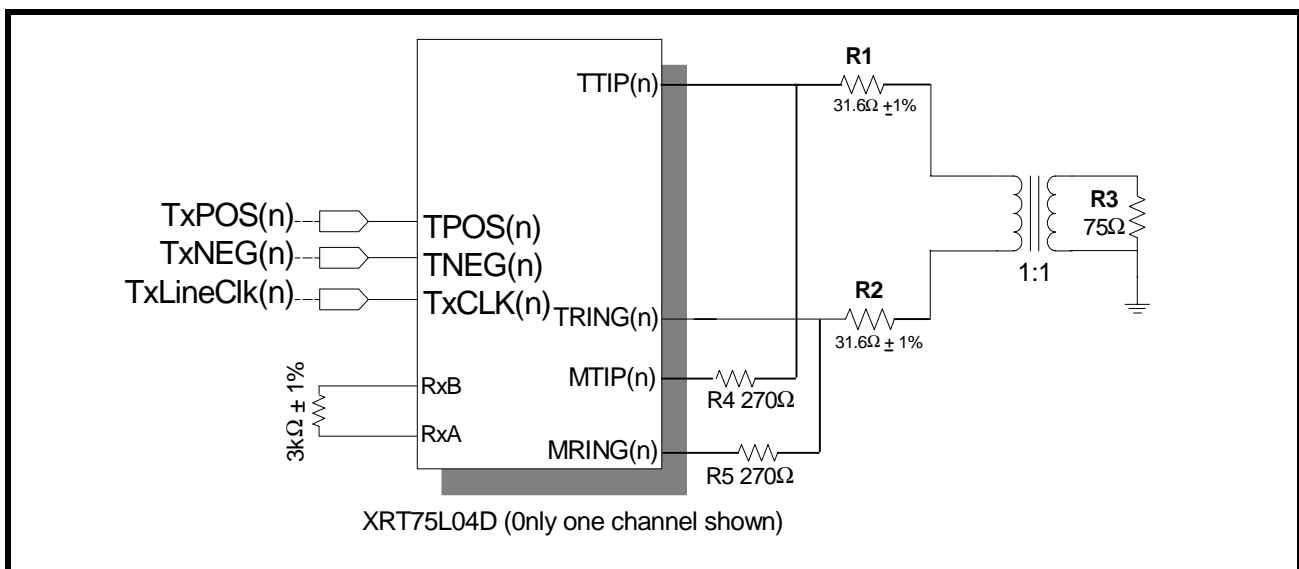 R1
TTIP(n)
31.6Ω ±1%
TxPOS(n)
TPOS(n)
TxNEG(n)
TNEG(n)
TxLineClk(n)
TxCLK(n)
R3
75Ω
1:1
R2
TRING(n)
31.6Ω ± 1%
MTIP(n)
R4 270Ω
3kΩ ± 1%
RxB
RxA
MRING(n)
R5 270Ω
XRT75L04D (0nly one channel shown)